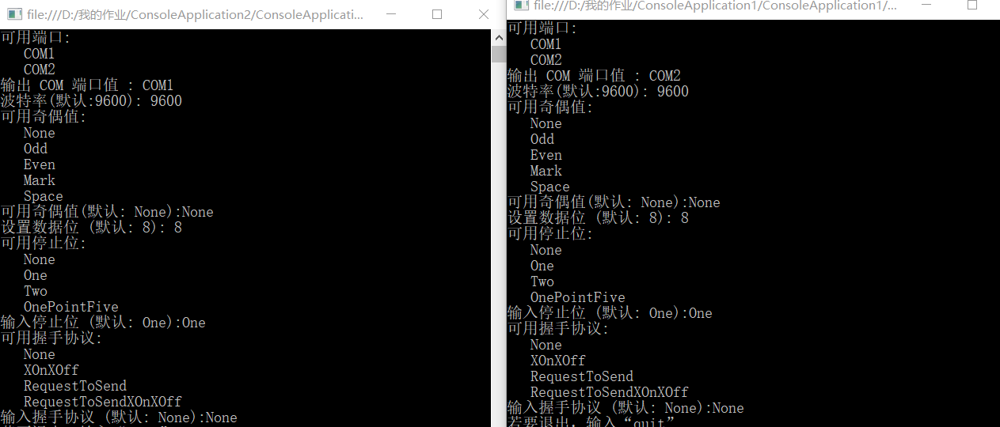 file:///D:/我的作业/ConsoleApplication2/ConsoleApplicati...
可用端口:
COM1
COM2
输出 COM 端口值 : COM1
波特率(默认:9600): 9600
可用奇偶值:
None
Odd
Even
Mark
Space
可用奇偶值(默认: None):None
设置数据位 (默认: 8): 8
可用停止位:
None
One
Two
OnePointFive
输入停止位 (默认: One):One
可用握手协议:
None
XOnXOff
RequestToSend
RequestToSendXOnXOff
输入握手协议 (默认: None):None
file:///D:/我的作业/ConsoleApplication1/ConsoleApplication1/...
可用端口:
COM1
COM2
输出 COM 端口值 : COM2
波特率(默认:9600): 9600
可用奇偶值:
None
Odd
Even
Mark
Space
可用奇偶值(默认: None):None
设置数据位 (默认: 8): 8
可用停止位:
None
One
Two
OnePointFive
输入停止位 (默认: One):One
可用握手协议:
None
XOnXOff
RequestToSend
RequestToSendXOnXOff
输入握手协议 (默认: None):None
若要退出，输入“quit”